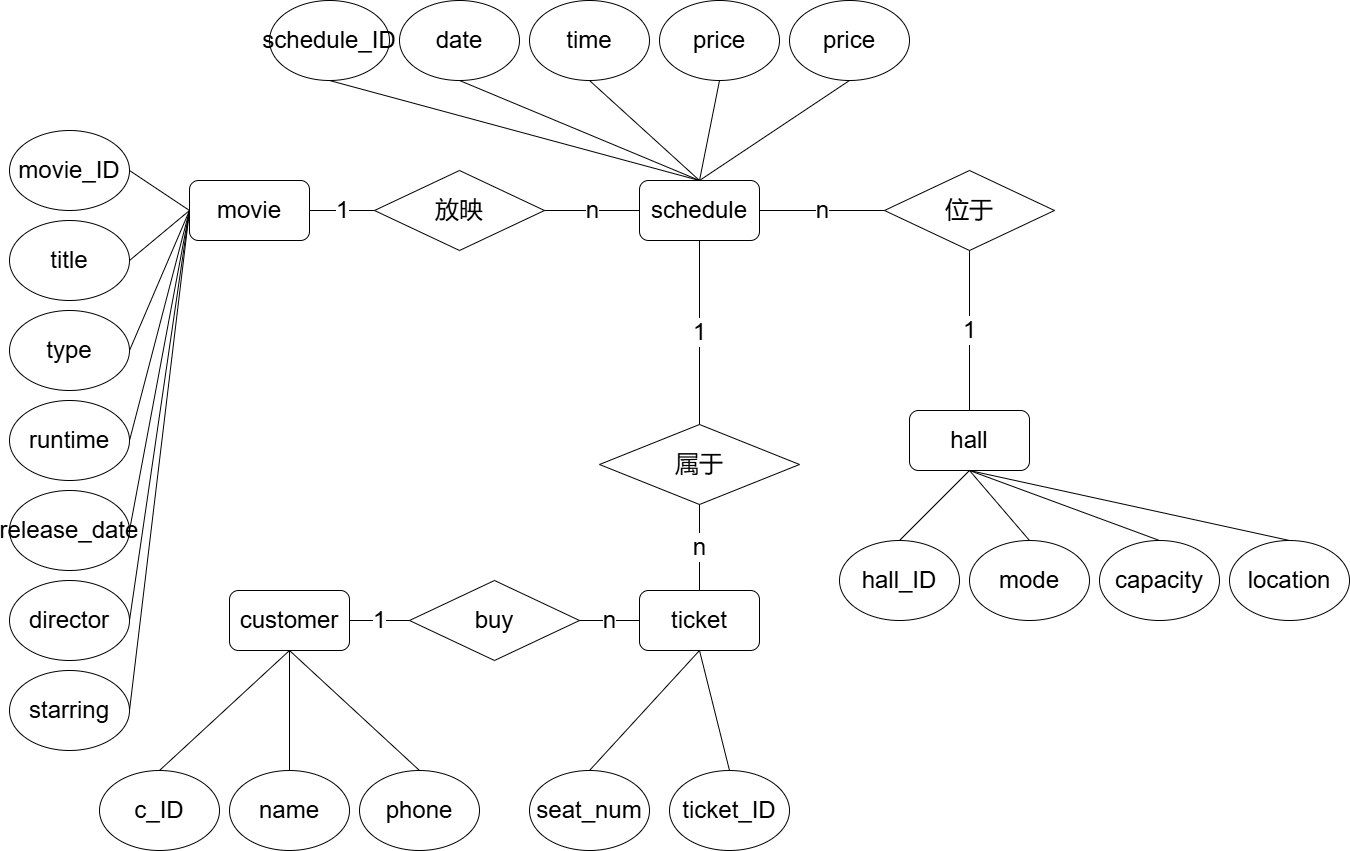 schedule_ID
date
time
price
price
movie_ID
title
type
runtime
release_date
director
starring
movie
1
放映
n
schedule
n
位于
1
hall
hall_ID
mode
capacity
location
1
属于
n
customer
1
buy
n
ticket
c_ID
name
phone
seat_num
ticket_ID